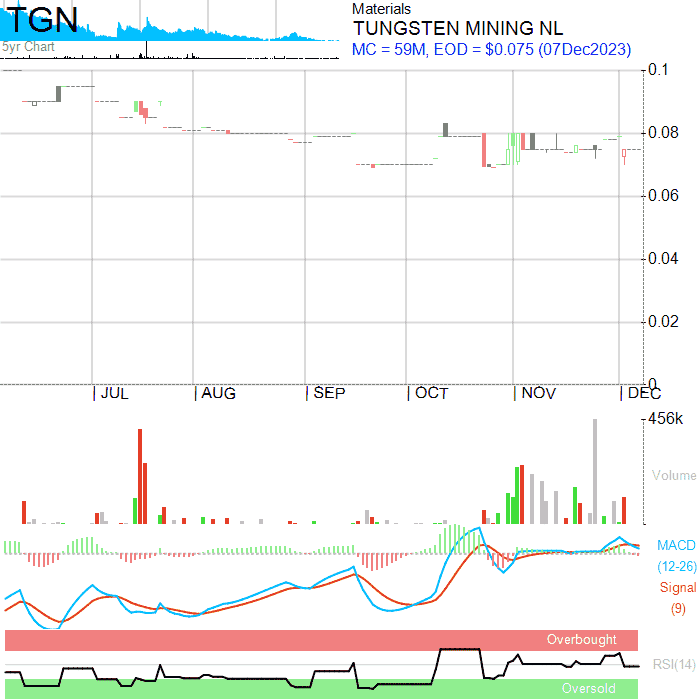 TGN
5yr Chart
Materials
TUNGSTEN MINING NL
MC = 59M, EOD = $0.075 (07Dec2023)
0.1
0.08
0.06
0.04
0.02
0
JUL
AUG
SEP
OCT
NOV
DEC
456k
Volume
MACD
(12-26)
Signal
(9)
Overbought
RSI(14)
Oversold